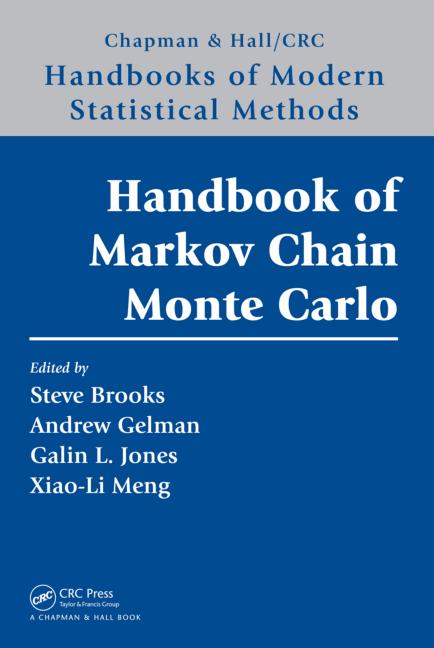 Chapman & Hall/CRC
Handbooks of Modern
Statistical Methods
Handbook of
Markov Chain
Monte Carlo
Edited by
Steve Brooks
Andrew Gelman
Galin L. Jones
Xiao-Li Meng
CRC CRC Press
Taylor & Francis Group
A CHAPMAN & HALL BOOK